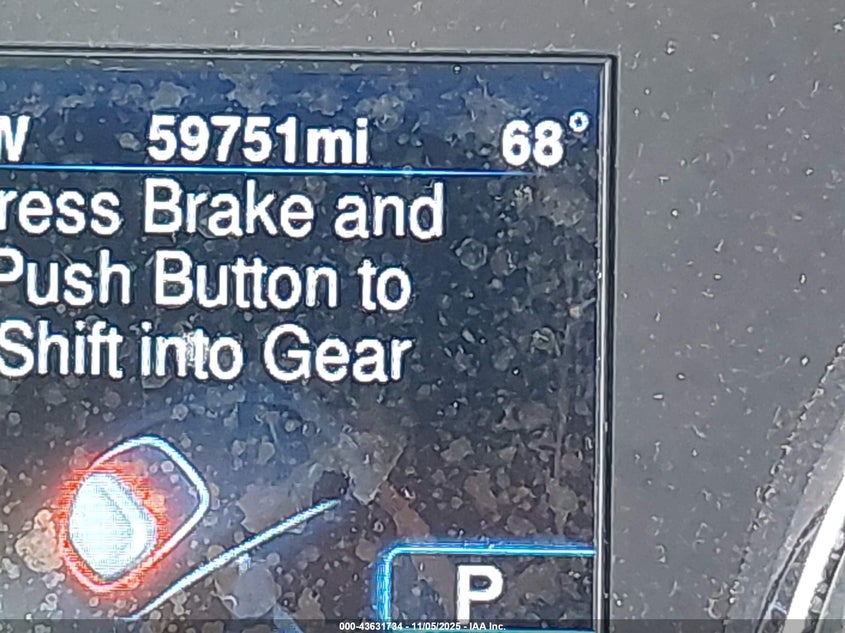 W 59751mi 68°
ress Brake and
Push Button to
Shift into Gear
P
000-43631734 - 11/05/2025 - IAA Inc.